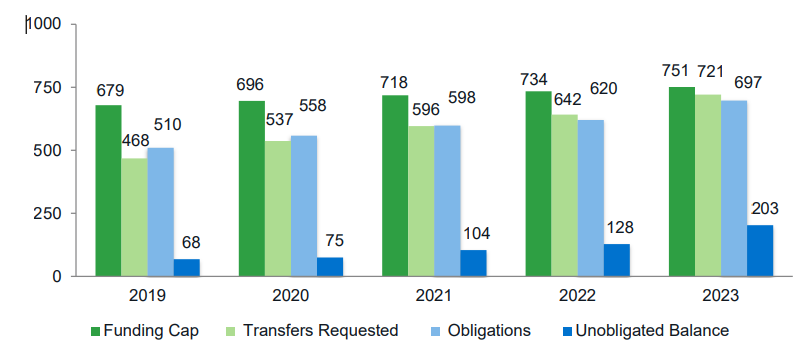 1000
679 468 510 68
696 537 558 75
718 596 598 104
734 642 620 128
751 721 697 203
750
500
250
0
2019 2020 2021 2022 2023
Funding Cap Transfers Requested Obligations Unobligated Balance